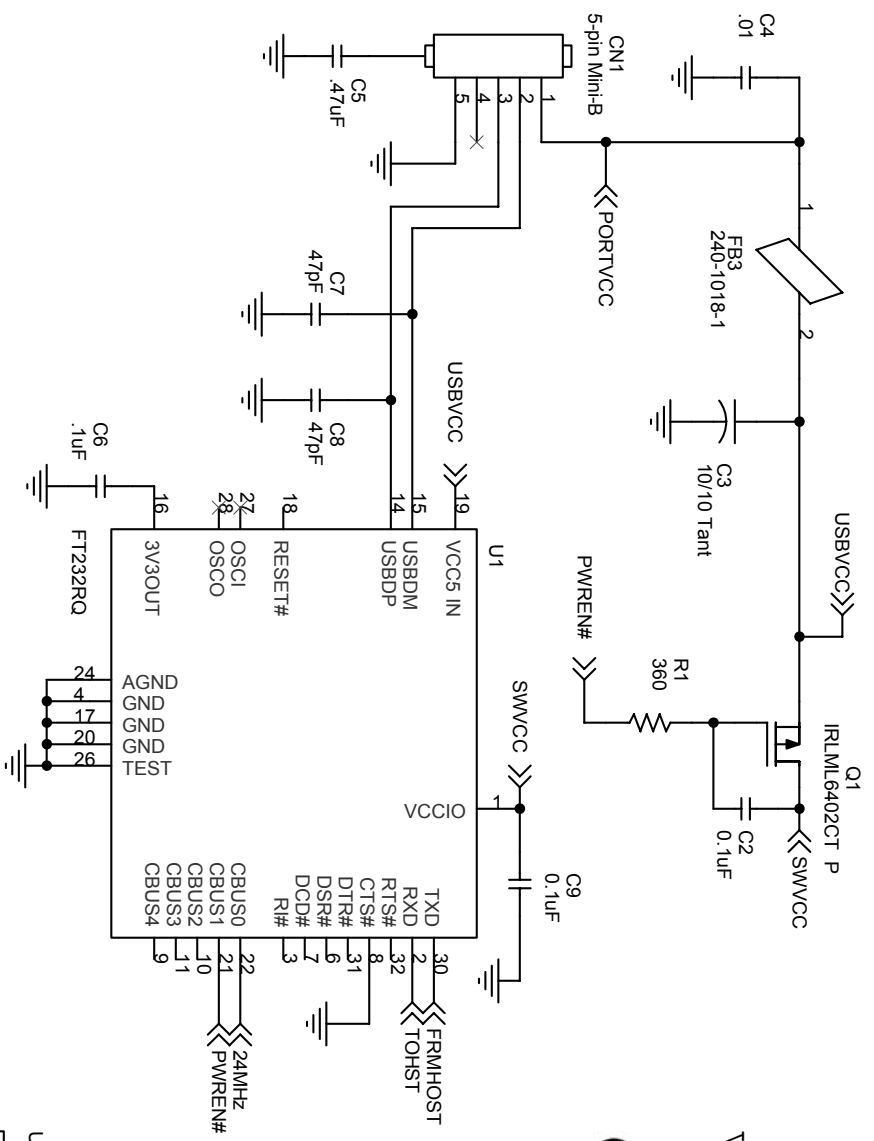 C4
.01
CN1
5-pin Mini-B
1
2
3
4
5
C5
.47uF
PORTVCC
1
FB3
240-1018-1
2
C3
10/10 Tant
USBVCC
PWREN#
R1
360
Q1
IRLML6402CT P
C2
0.1uF
SWVCC
C7
47pF
C8
47pF
USBVCC
C6
.1uF
U1
FT232RQ
19
VCC5 IN
15
USBDM
14
USBDP
18
RESET#
27
OSCI
28
OSCO
16
3V3OUT
24
AGND
4
GND
17
GND
20
GND
26
TEST
SWVCC
1
VCCIO
C9
0.1uF
TXD
30
FRMHOST
RXD
2
TOHST
RTS#
32
CTS#
8
DTR#
31
DSR#
6
DCD#
7
RI#
3
CBUS0
22
24MHz
CBUS1
21
PWREN#
CBUS2
10
CBUS3
11
CBUS4
9